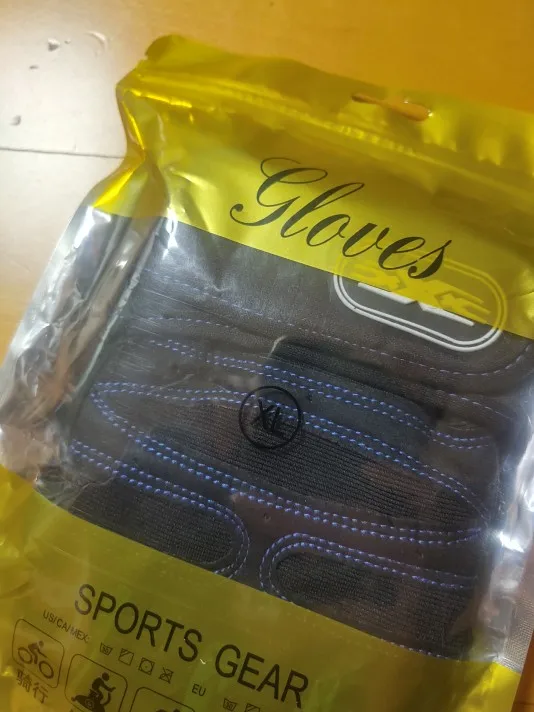 Gloves
XL
SPORTS GEAR
US/CA/MEX:
EU
骑行